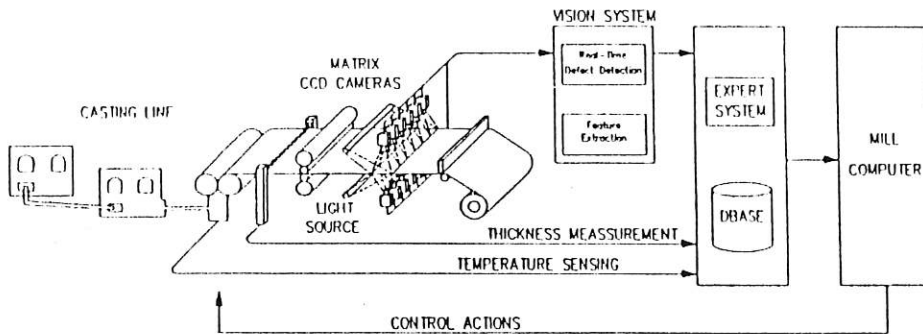 VISION SYSTEM
Real-Time
Defect Detection
Feature
Extraction
MATRIX
CCD CAMERAS
CASTING LINE
LIGHT
SOURCE
EXPERT
SYSTEM
DBASE
MILL
COMPUTER
THICKNESS MEASSUREMENT
TEMPERATURE SENSING
CONTROL ACTIONS